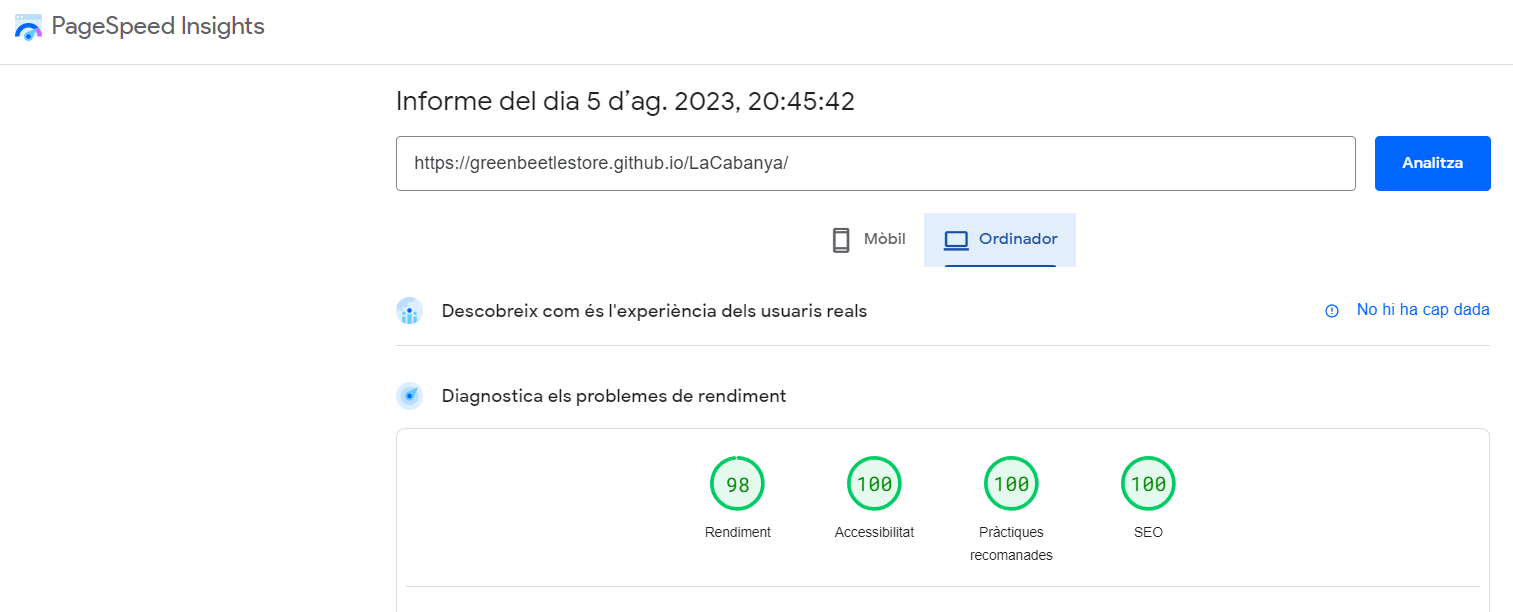 PageSpeed Insights
Informe del dia 5 d’ag. 2023, 20:45:42
https://greenbeetlestore.github.io/LaCabanya/
Analitza
Mòbil
Ordinador
Descobreix com és l'experiència dels usuaris reals
No hi ha cap dada
Diagnostica els problemes de rendiment
98
100
100
100
Rendiment
Accessibilitat
Pràctiques
recomanades
SEO